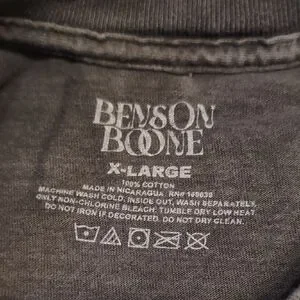 BENSON
BOONE
X-LARGE
100% COTTON
MADE IN NICARAGUA. RN#
MACHINE WASH COLD, INSIDE OUT, WASH SEPARATELY.
ONLY NON-CHLORINE BLEACH. TUMBLE DRY LOW HEAT.
DO NOT IRON IF DECORATED. DO NOT DRY CLEAN.